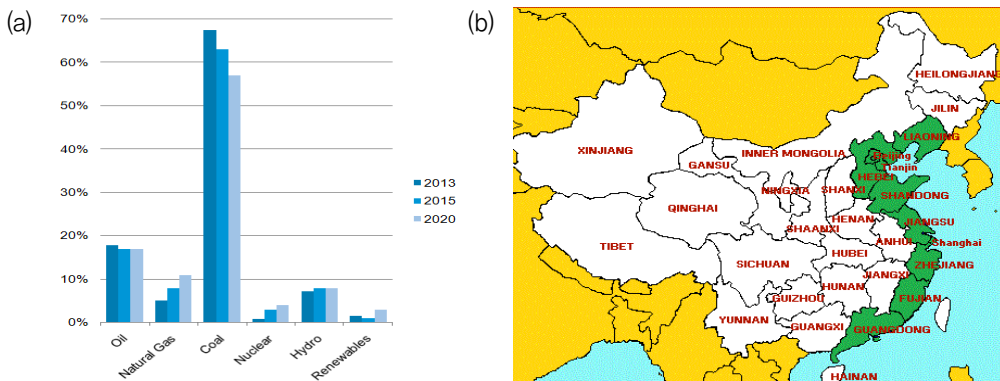 (a)
70%
60%
50%
40%
30%
20%
10%
0%
Oil
Natural Gas
Coal
Nuclear
Hydro
Renewables
2013
2015
2020
(b)
HEILONGJIANG
JILIN
LIAONING
INNER MONGOLIA
Beijing
Tianjin
XINJIANG
GANSU
HEBEI
NINGXIA
SHANXI
SHANDONG
QINGHAI
HENAN
JIANGSU
SHAANXI
ANHUI
Shanghai
TIBET
HUBEI
SICHUAN
ZHEJIANG
JIANGXI
HUNAN
GUIZHOU
FUJIAN
YUNNAN
GUANGXI
GUANGDONG
HAINAN